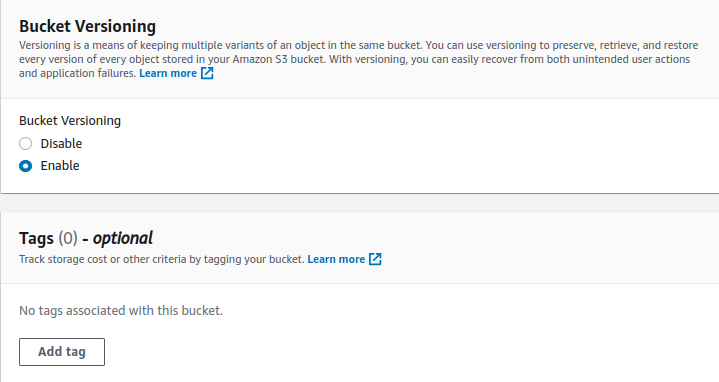 Bucket Versioning
Versioning is a means of keeping multiple variants of an object in the same bucket. You can use versioning to preserve, retrieve, and restore
every version of every object stored in your Amazon S3 bucket. With versioning, you can easily recover from both unintended user actions
and application failures. Learn more
Bucket Versioning
Disable
Enable
Tags (0) - optional
Track storage cost or other criteria by tagging your bucket. Learn more
No tags associated with this bucket.
Add tag